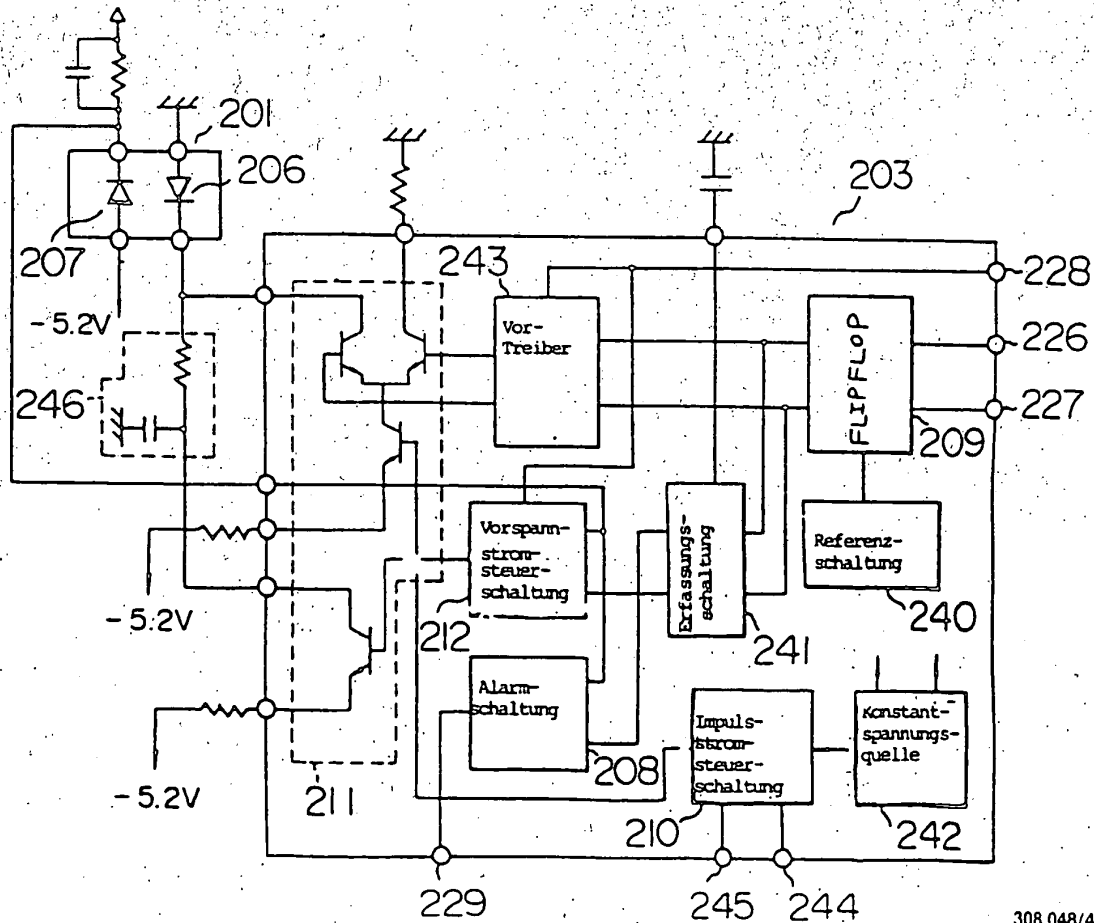 201
206
203
207
243
228
-5.2V
Vor-
Treiber
FLIPFLOP
226
246
227
209
Vorspann-
strom-
steuer-
schaltung
Erfassungs-
schaltung
Referenz-
schaltung
-5.2V
212
241
240
Alarm-
schaltung
Impuls-
strom-
steuer-
schaltung
Konstant-
spannungs-
quelle
-5.2V
211
208
210
242
229
245
244
308 048/4